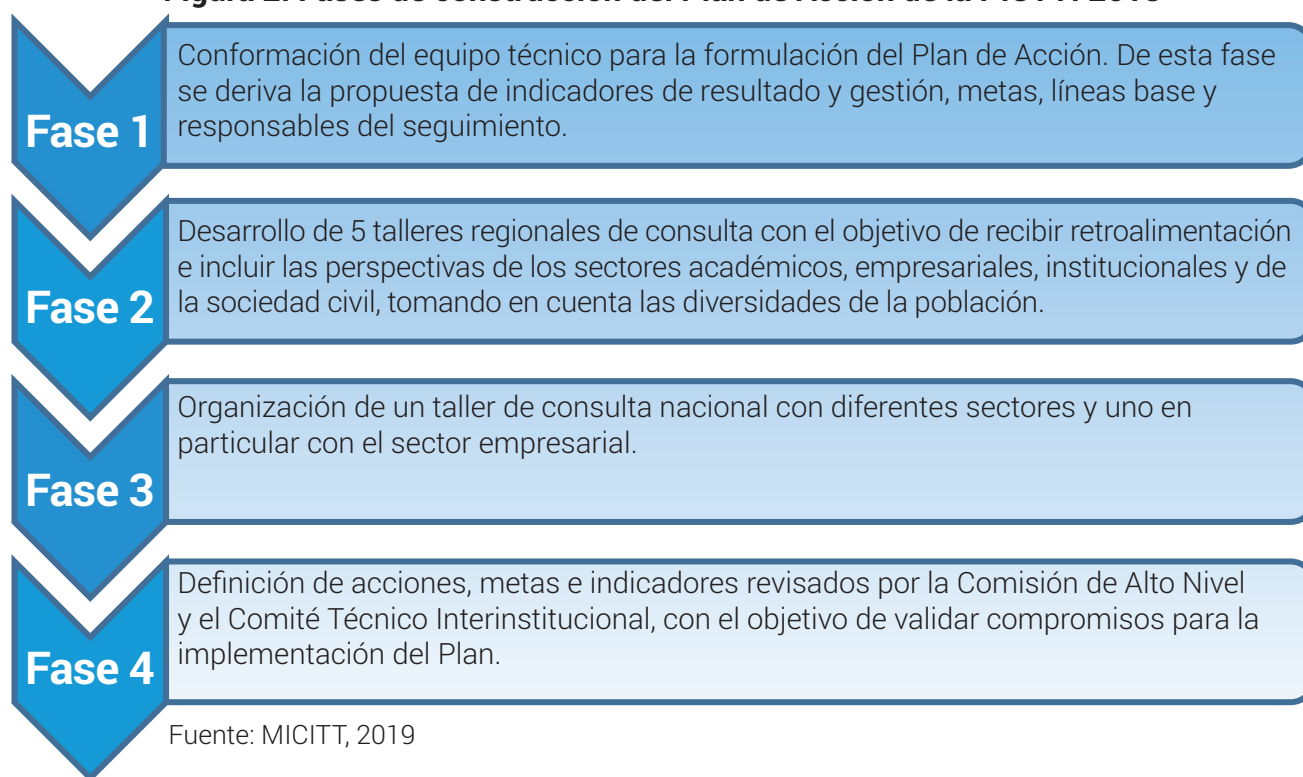 Fase 1
Conformación del equipo técnico para la formulación del Plan de Acción. De esta fase
se deriva la propuesta de indicadores de resultado y gestión, metas, líneas base y
responsables del seguimiento.
Fase 2
Desarrollo de 5 talleres regionales de consulta con el objetivo de recibir retroalimentación
e incluir las perspectivas de los sectores académicos, empresariales, institucionales y de
la sociedad civil, tomando en cuenta las diversidades de la población.
Fase 3
Organización de un taller de consulta nacional con diferentes sectores y uno en
particular con el sector empresarial.
Fase 4
Definición de acciones, metas e indicadores revisados por la Comisión de Alto Nivel
y el Comité Técnico Interinstitucional, con el objetivo de validar compromisos para la
implementación del Plan.
Fuente: MICITT, 2019